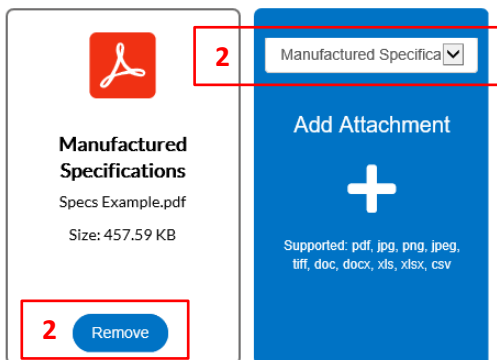 Manufactured
Specifications
Specs Example.pdf
Size: 457.59 KB
2
Remove
2
Manufactured Specifica
Add Attachment
Supported: pdf, jpg, png, jpeg,
tiff, doc, docx, xls, xlsx, csv